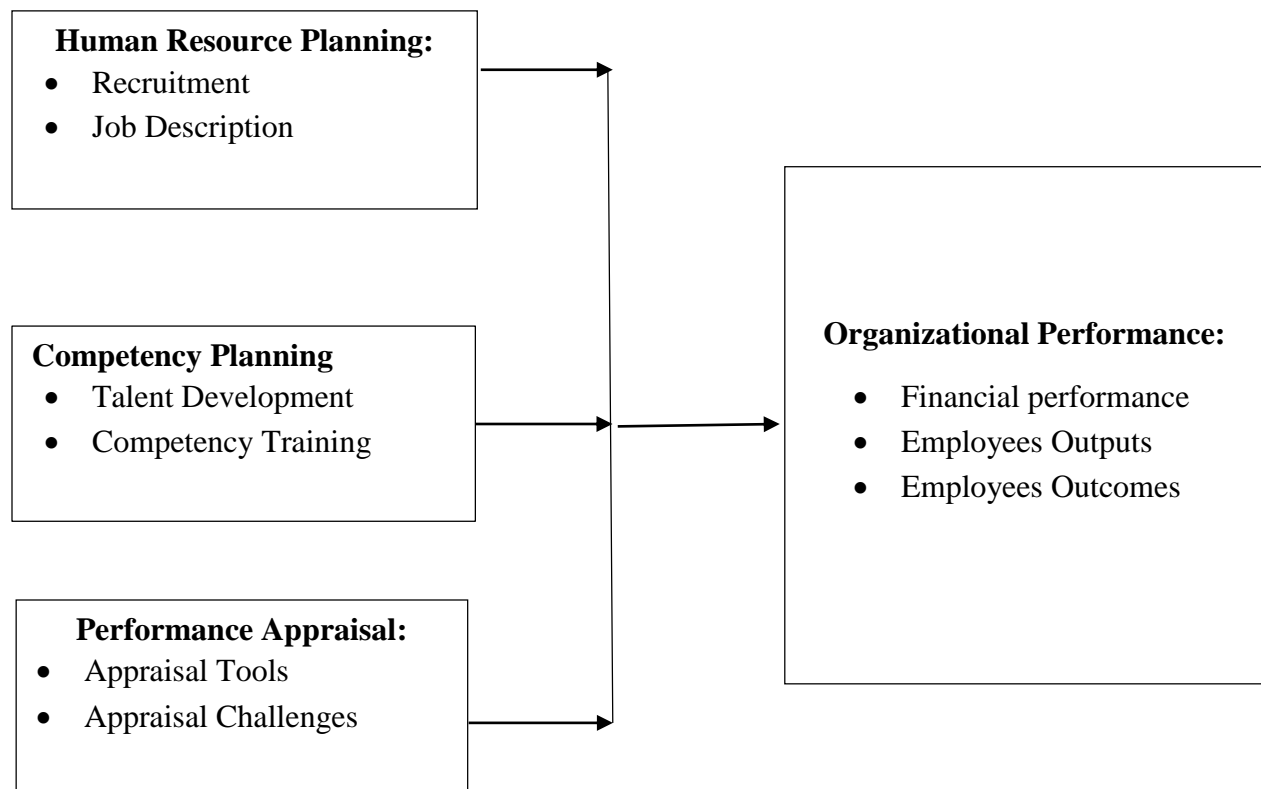 Human Resource Planning:
• Recruitment
• Job Description
Competency Planning
• Talent Development
• Competency Training
Performance Appraisal:
• Appraisal Tools
• Appraisal Challenges
Organizational Performance:
• Financial performance
• Employees Outputs
• Employees Outcomes